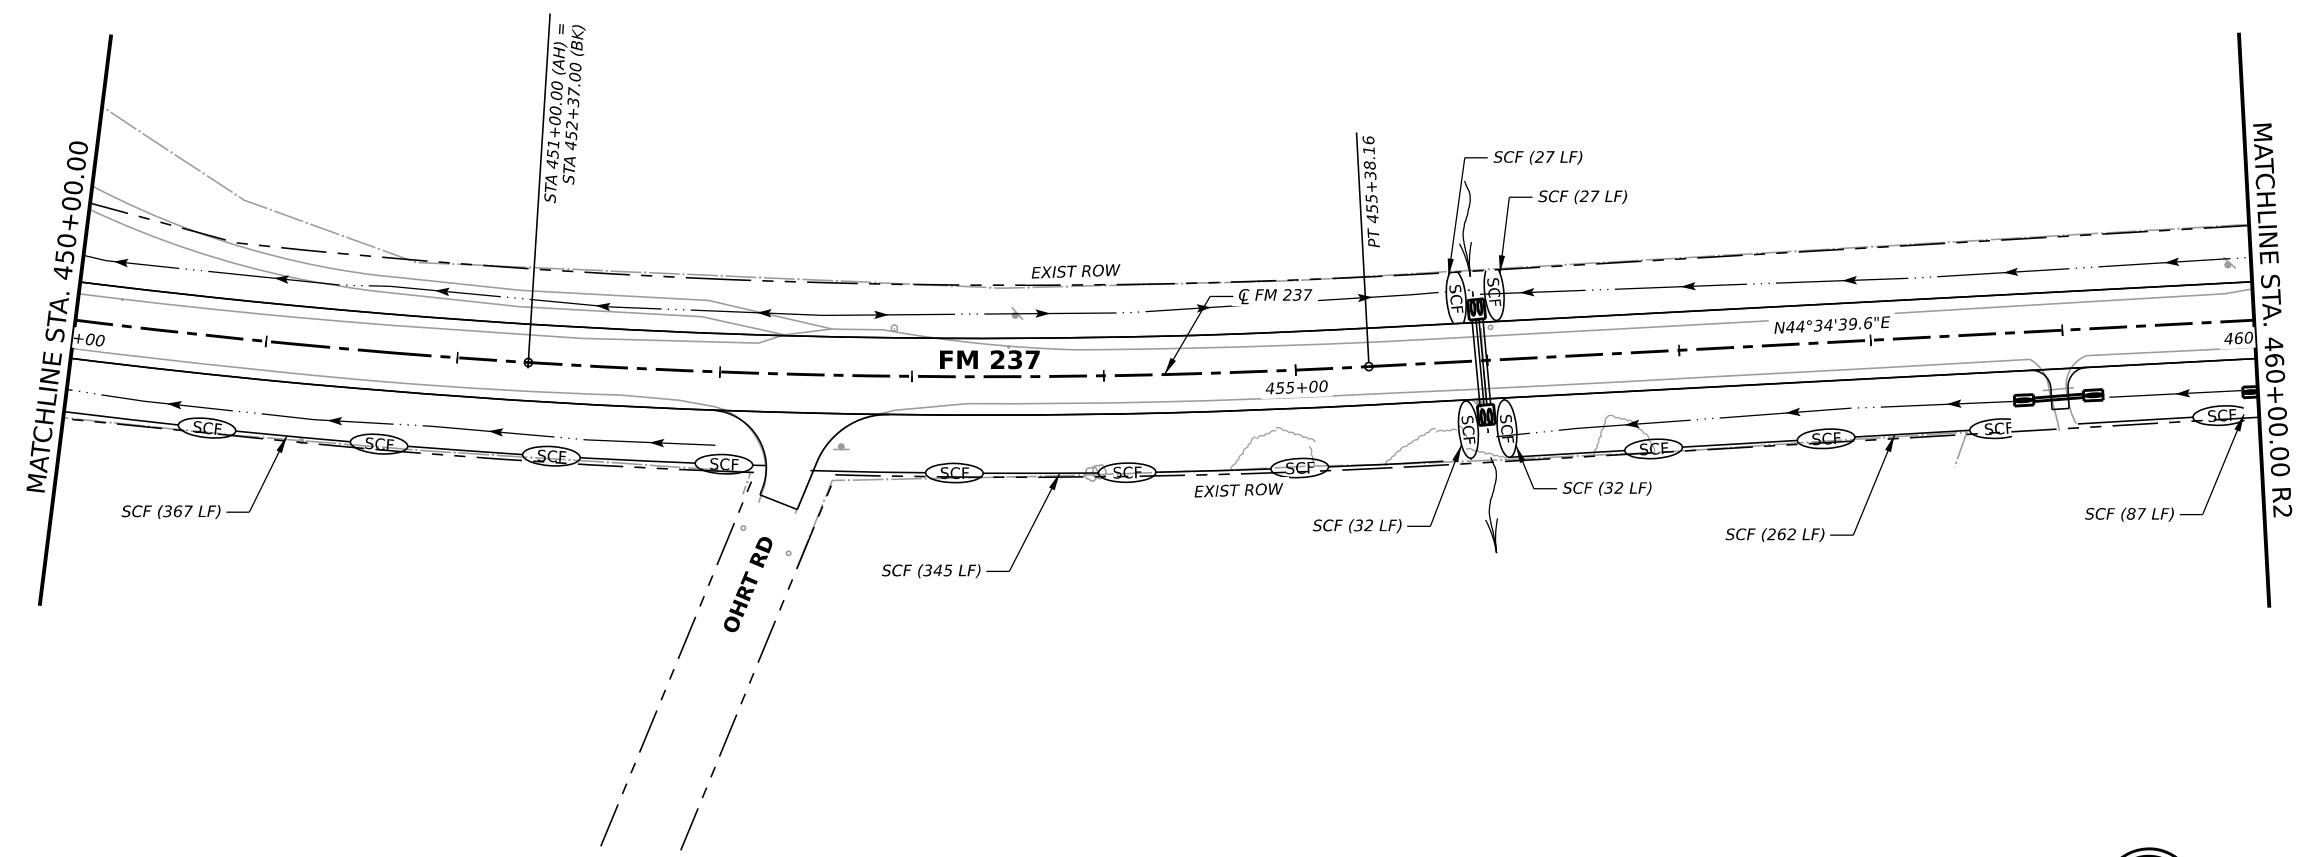 MATCHLINE STA. 450+00.00
+00
STA 451+00.00 (AH) =
STA 452+37.00 (BK)
EXIST ROW
℄ FM 237
FM 237
455+00
PT 455+38.16
SCF (27 LF)
SCF (27 LF)
SCF
SCF
N44°34'39.6"E
460
MATCHLINE STA. 460+00.00 R2
SCF
SCF
SCF
SCF
SCF
SCF
SCF
SCF
SCF
SCF
SCF
SCF
SCF
EXIST ROW
SCF (367 LF)
SCF (345 LF)
SCF (32 LF)
SCF (32 LF)
SCF (262 LF)
SCF (87 LF)
OHRT RD